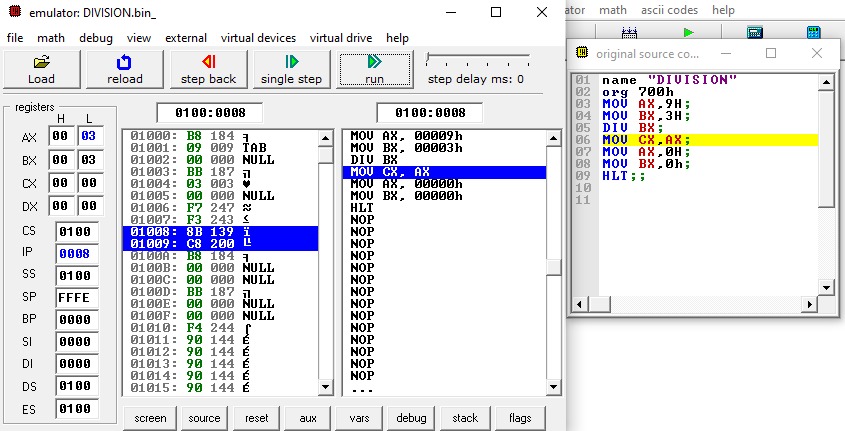 emulator: DIVISION.bin_
file math debug view external virtual devices virtual drive help
Load reload step back single step run step delay ms: 0
registers
H L
AX 00 03
BX 00 03
CX 00 00
DX 00 00
CS 0100
IP 0008
SS 0100
SP FFFE
BP 0000
SI 0000
DI 0000
DS 0100
ES 0100
0100:0008
01000: B8 184 ╕
01001: 09 009 TAB
01002: 00 000 NULL
01003: BB 187 ╗
01004: 03 003 ♥
01005: 00 000 NULL
01006: F7 247 ≈
01007: F3 243 ≤
01008: 8B 139 ï
01009: C8 200 ╚
0100A: B8 184 ╕
0100B: 00 000 NULL
0100C: 00 000 NULL
0100D: BB 187 ╗
0100E: 00 000 NULL
0100F: 00 000 NULL
01010: F4 244 ⌠
01011: 90 144 É
01012: 90 144 É
01013: 90 144 É
01014: 90 144 É
01015: 90 144 É
0100:0008
MOV AX, 00009h
MOV BX, 00003h
DIV BX
MOV CX, AX
MOV AX, 00000h
MOV BX, 00000h
HLT
NOP
NOP
NOP
NOP
NOP
NOP
NOP
NOP
NOP
NOP
NOP
NOP
NOP
NOP
...
screen source reset aux vars debug stack flags
ator math ascii codes help
original source co...
01 name "DIVISION"
02 org 700h
03 MOV AX,9H;
04 MOV BX,3H;
05 DIV BX;
06 MOV CX,AX;
07 MOV AX,0H;
08 MOV BX,0h;
09 HLT;;
10
11